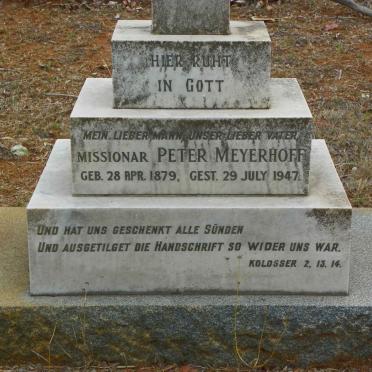 HIER RUHT
IN GOTT
MEIN LIEBER MANN, UNSER LIEBER VATER,
MISSIONAR PETER MEYERHOFF
GEB. 28 APR. 1879, GEST. 29 JULY 1947.
UND HAT UNS GESCHENKT ALLE SÜNDEN
UND AUSGETILGET DIE HANDSCHRIFT SO WIDER UNS WAR.
KOLOSSER 2, 13. 14.